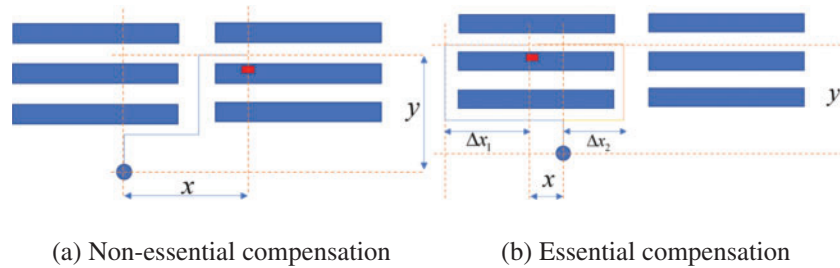 y
x
Δx₁
Δx₂
y
x
(a) Non-essential compensation
(b) Essential compensation